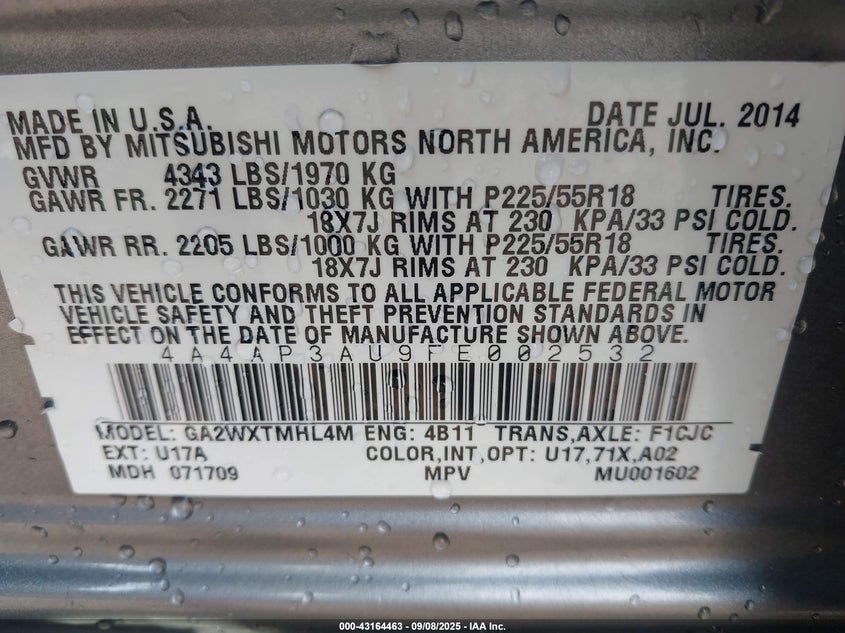 MADE IN U.S.A. DATE JUL. 2014
MFD BY MITSUBISHI MOTORS NORTH AMERICA, INC.
GVWR 4343 LBS/1970 KG
GAWR FR. 2271 LBS/1030 KG WITH P225/55R18 TIRES.
18X7J RIMS AT 230 KPA/33 PSI COLD.
GAWR RR. 2205 LBS/1000 KG WITH P225/55R18 TIRES.
18X7J RIMS AT 230 KPA/33 PSI COLD.
THIS VEHICLE CONFORMS TO ALL APPLICABLE FEDERAL MOTOR
VEHICLE SAFETY AND THEFT PREVENTION STANDARDS IN
EFFECT ON THE DATE OF MANUFACTURE SHOWN ABOVE.
4A4AP3AU9FE002532
MODEL: GA2WXTMHL4M ENG: 4B11 TRANS,AXLE: F1CJC
EXT: U17A COLOR,INT,OPT: U17,71X,A02
MDH 071709 MPV MU001602
000-43164463 - 09/08/2025 - IAA Inc.